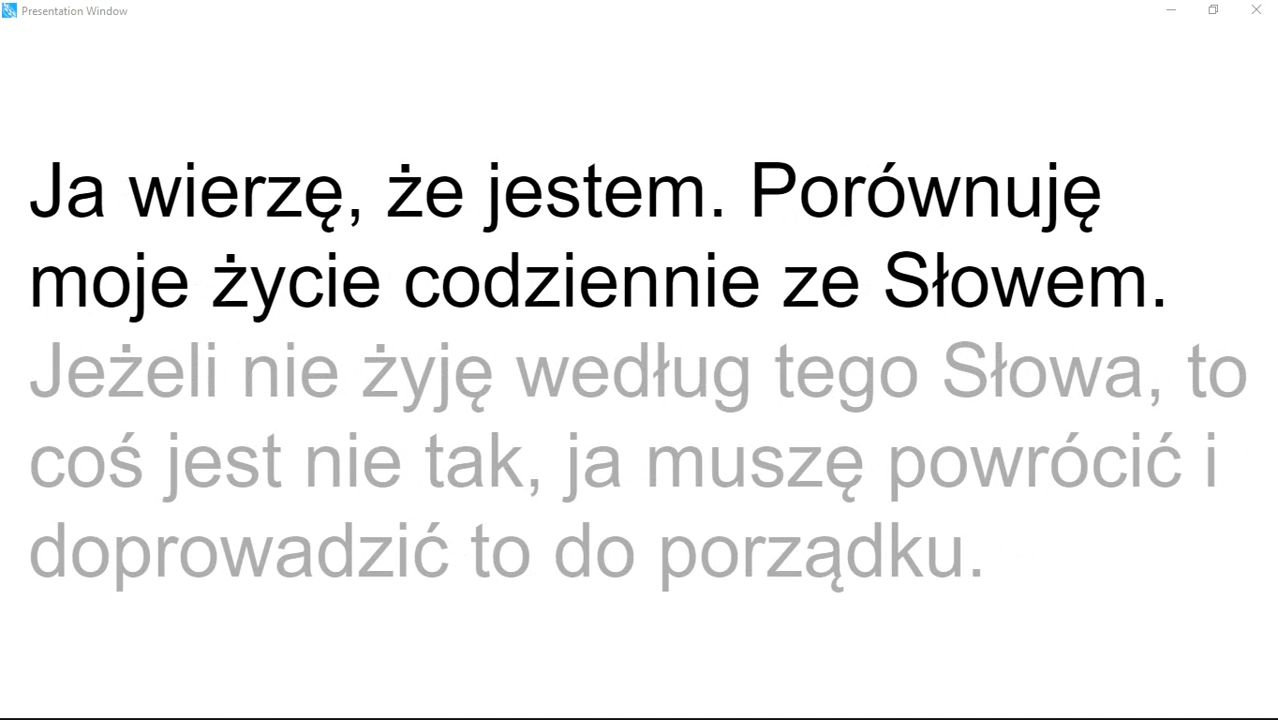 Presentation Window
Ja wierzę, że jestem. Porównuję
moje życie codziennie ze Słowem.
Jeżeli nie żyję według tego Słowa, to
coś jest nie tak, ja muszę powrócić i
doprowadzić to do porządku.